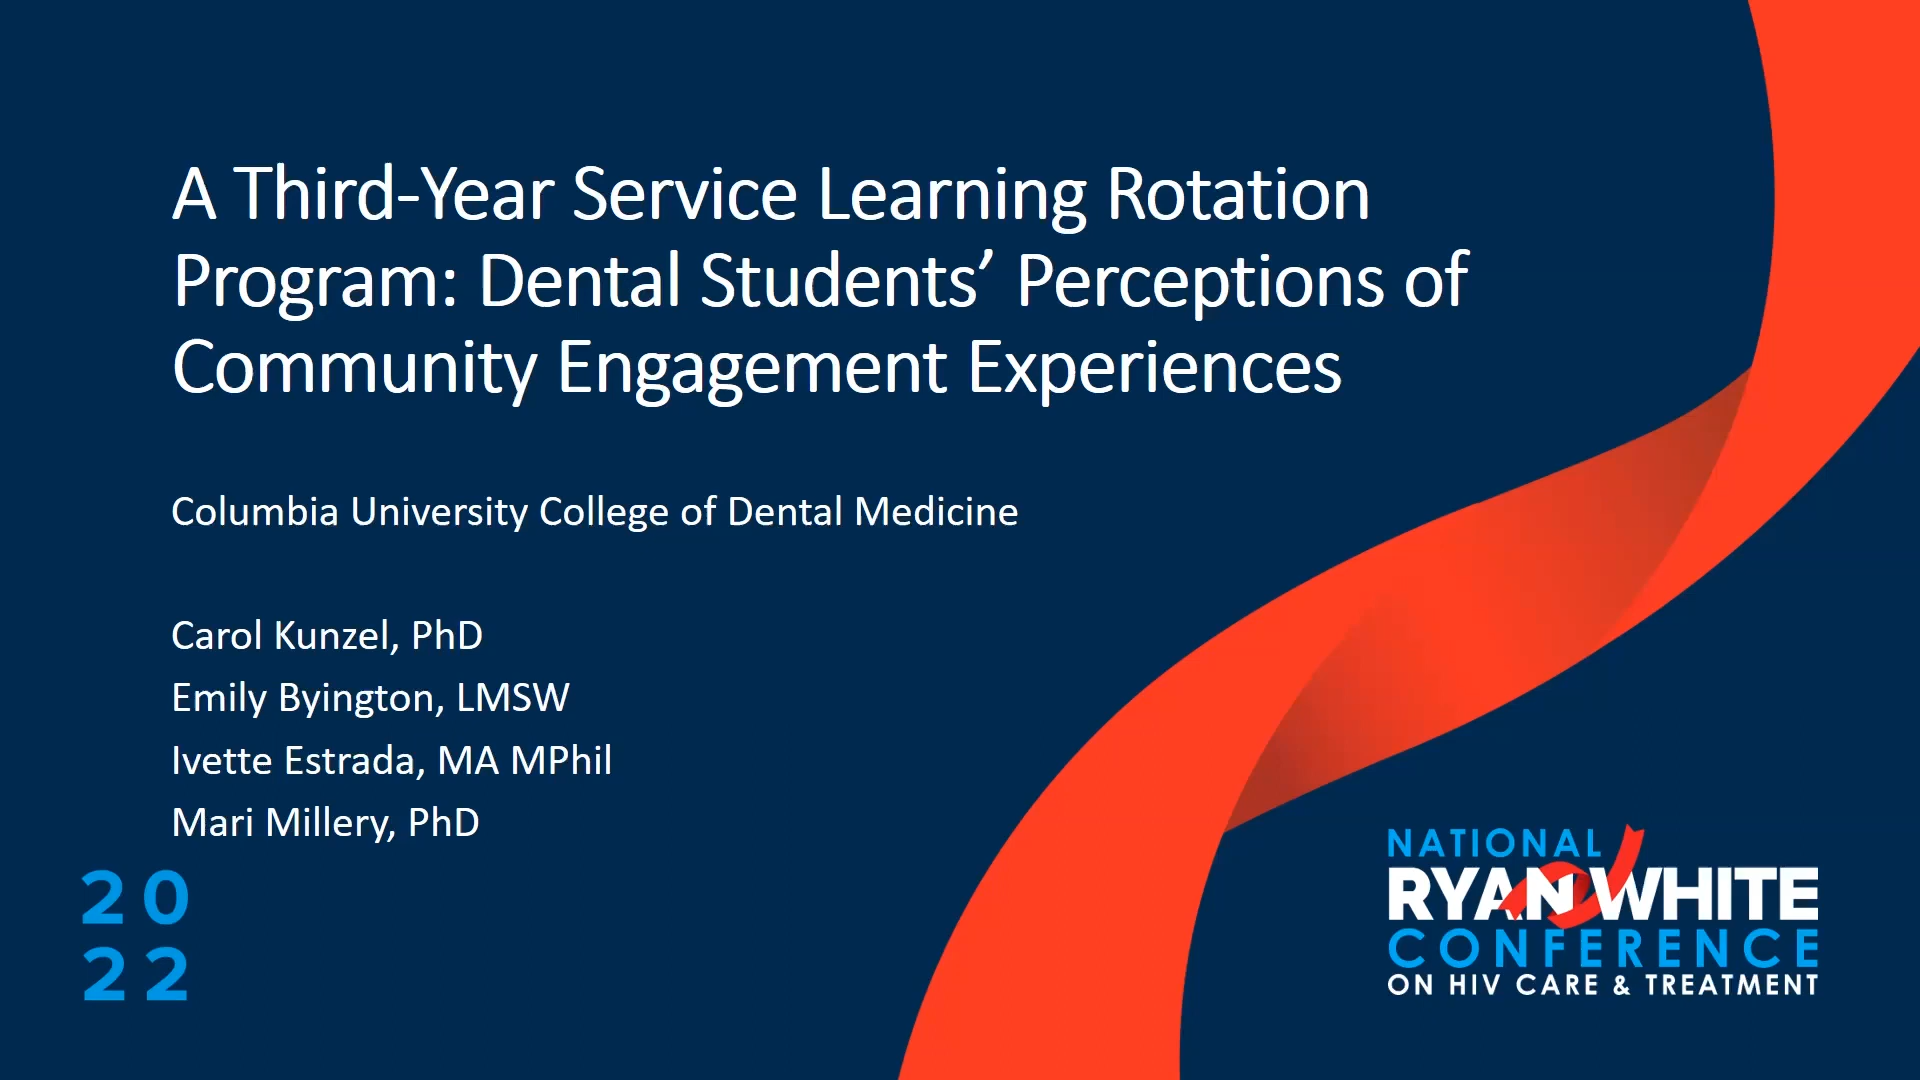 A Third-Year Service Learning Rotation
Program: Dental Students’ Perceptions of
Community Engagement Experiences
Columbia University College of Dental Medicine
Carol Kunzel, PhD
Emily Byington, LMSW
Ivette Estrada, MA MPhil
Mari Millery, PhD
20
22
NATIONAL
RYAN WHITE
CONFERENCE
ON HIV CARE & TREATMENT